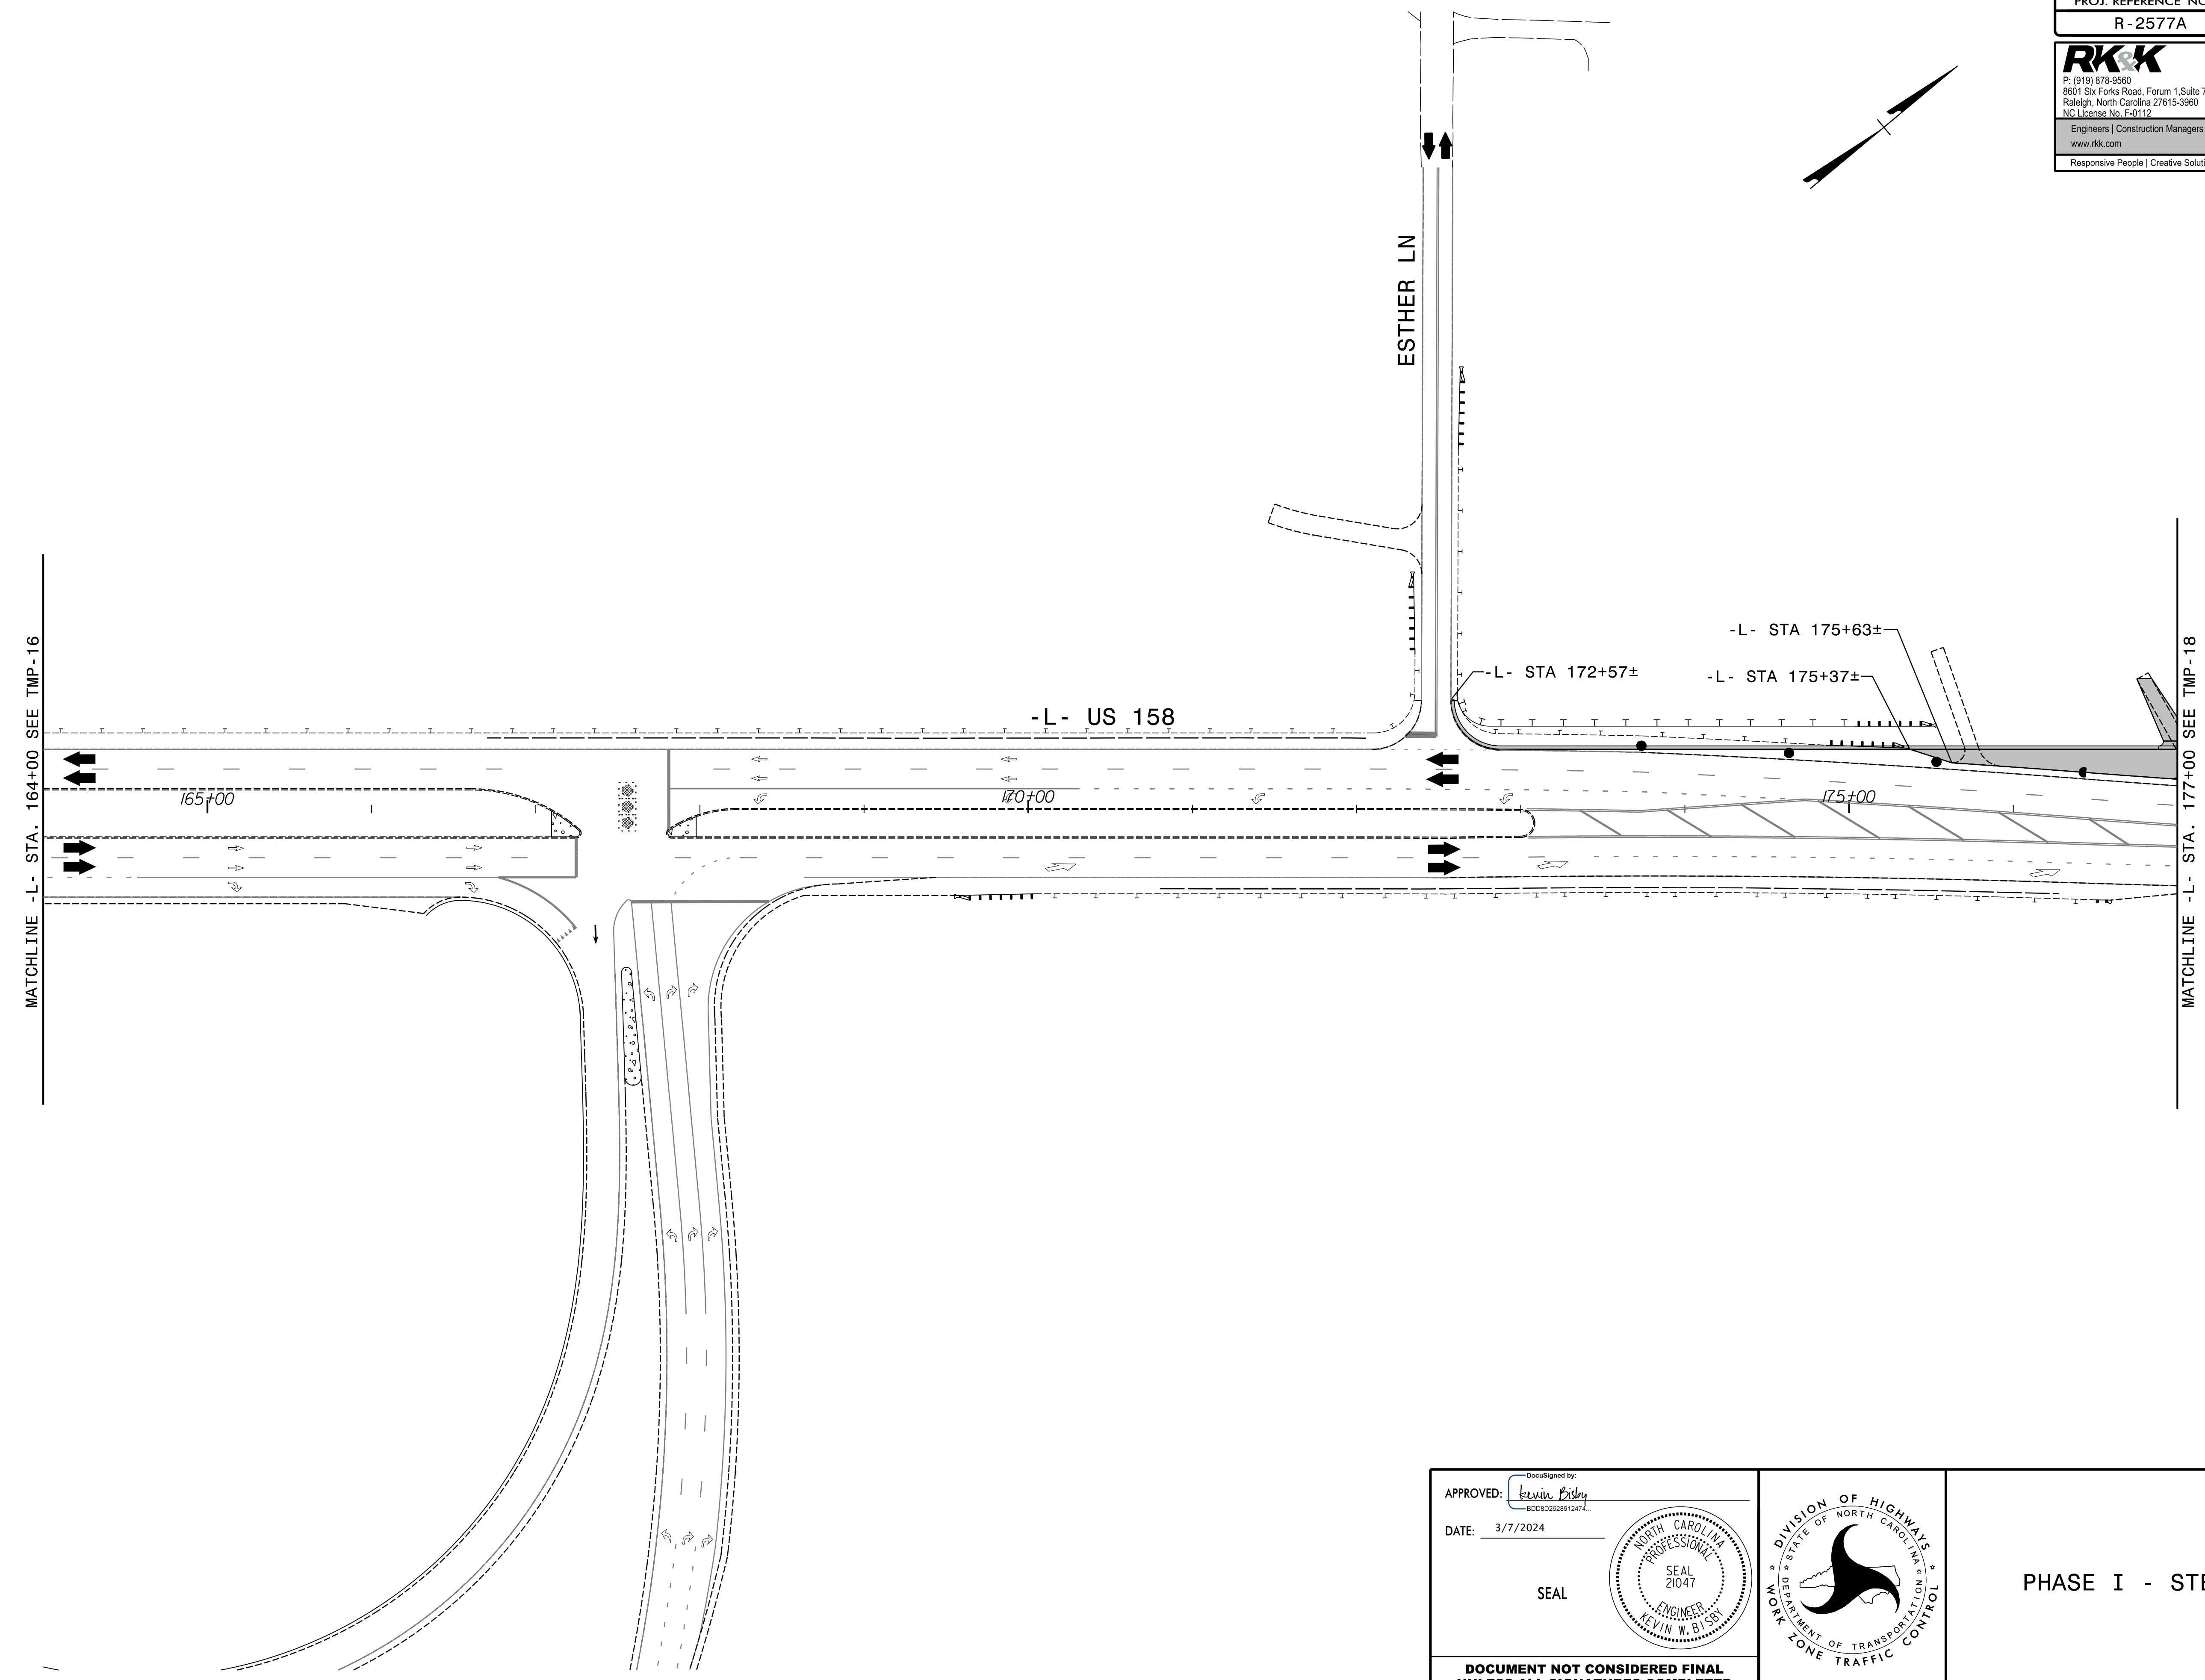 PROJ. REFERENCE NO
R-2577A
RK&K
P: (919) 878-9560
8601 Six Forks Road, Forum 1,Suite 7
Raleigh, North Carolina 27615-3960
NC License No. F-0112
Engineers | Construction Managers
www.rkk.com
Responsive People | Creative Soluti
ESTHER LN
-L- STA 175+63±
-L- STA 172+57±
-L- STA 175+37±
-L- US 158
MATCHLINE -L- STA. 164+00 SEE TMP-16
165+00
170+00
175+00
MATCHLINE -L- STA. 177+00 SEE TMP-18
DocuSigned by:
APPROVED: Kevin Bisby
BDD8D2628912474...
DATE: 3/7/2024
SEAL
NORTH CAROLINA
PROFESSIONAL
SEAL
21047
ENGINEER
KEVIN W. BISBY
DIVISION OF HIGHWAYS
STATE OF NORTH CAROLINA
DEPARTMENT OF TRANSPORTATION
WORK ZONE TRAFFIC CONTROL
PHASE I - STE
DOCUMENT NOT CONSIDERED FINAL
UNLESS ALL SIGNATURES COMPLETED